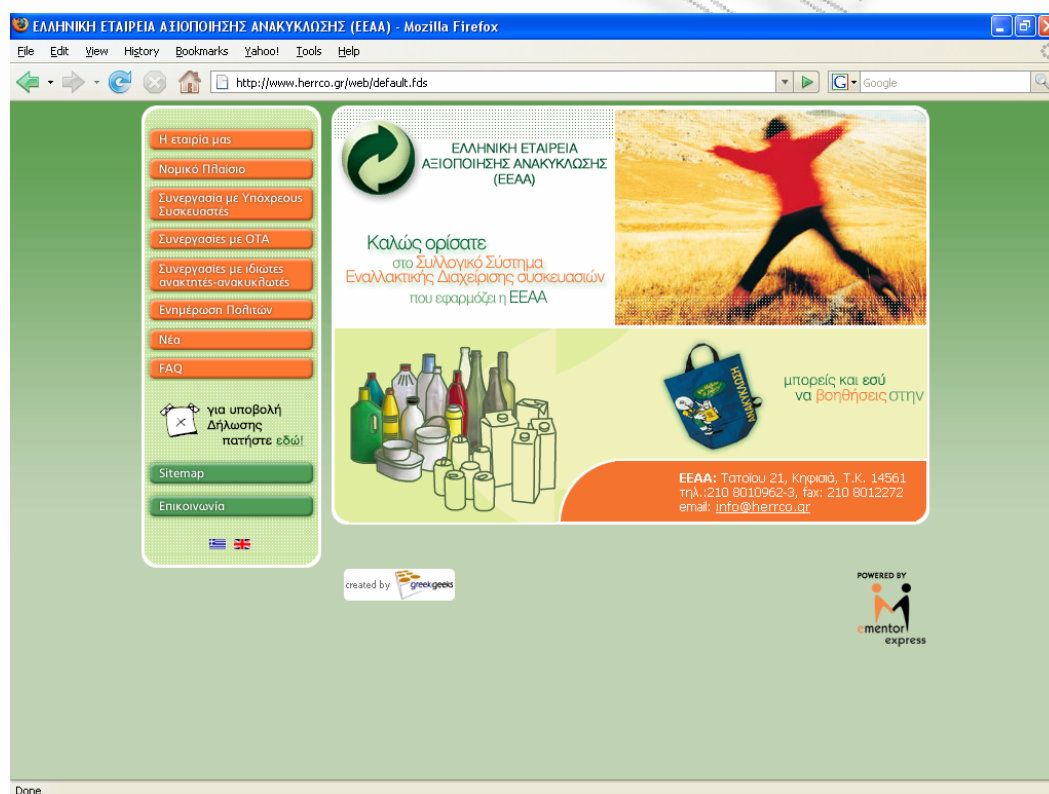 ΕΛΛΗΝΙΚΗ ΕΤΑΙΡΕΙΑ ΑΞΙΟΠΟΙΗΣΗΣ ΑΝΑΚΥΚΛΩΣΗΣ (ΕΕΑΑ) - Mozilla Firefox
File Edit View History Bookmarks Yahoo! Tools Help
http://www.herrco.gr/web/default.fds
G Google
Η εταιρία μας
Νομικό Πλαίσιο
Συνεργασία με Υπόχρεους
Συσκευαστές
Συνεργασίες με ΟΤΑ
Συνεργασίες με ιδιώτες
ανακτητές-ανακυκλωτές
Ενημέρωση Πολιτών
Νέα
FAQ
για υποβολή
Δήλωσης
πατήστε εδώ!
Sitemap
Επικοινωνία
ΕΛΛΗΝΙΚΗ ΕΤΑΙΡΕΙΑ
ΑΞΙΟΠΟΙΗΣΗΣ ΑΝΑΚΥΚΛΩΣΗΣ
(ΕΕΑΑ)
Καλώς ορίσατε
στο Συλλογικό Σύστημα
Εναλλακτικής Διαχείρισης συσκευασιών
που εφαρμόζει η ΕΕΑΑ
ΑΝΑΚΥΚΛΩΣΗ
μπορείς και εσύ
να βοηθήσεις στην
ΕΕΑΑ: Τατοϊου 21, Κηφισιά, Τ.Κ. 14561
τηλ.:210 8010962-3, fax: 210 8012272
email: info@herrco.gr
created by greekgeeks
POWERED BY
cmentor
express
Done